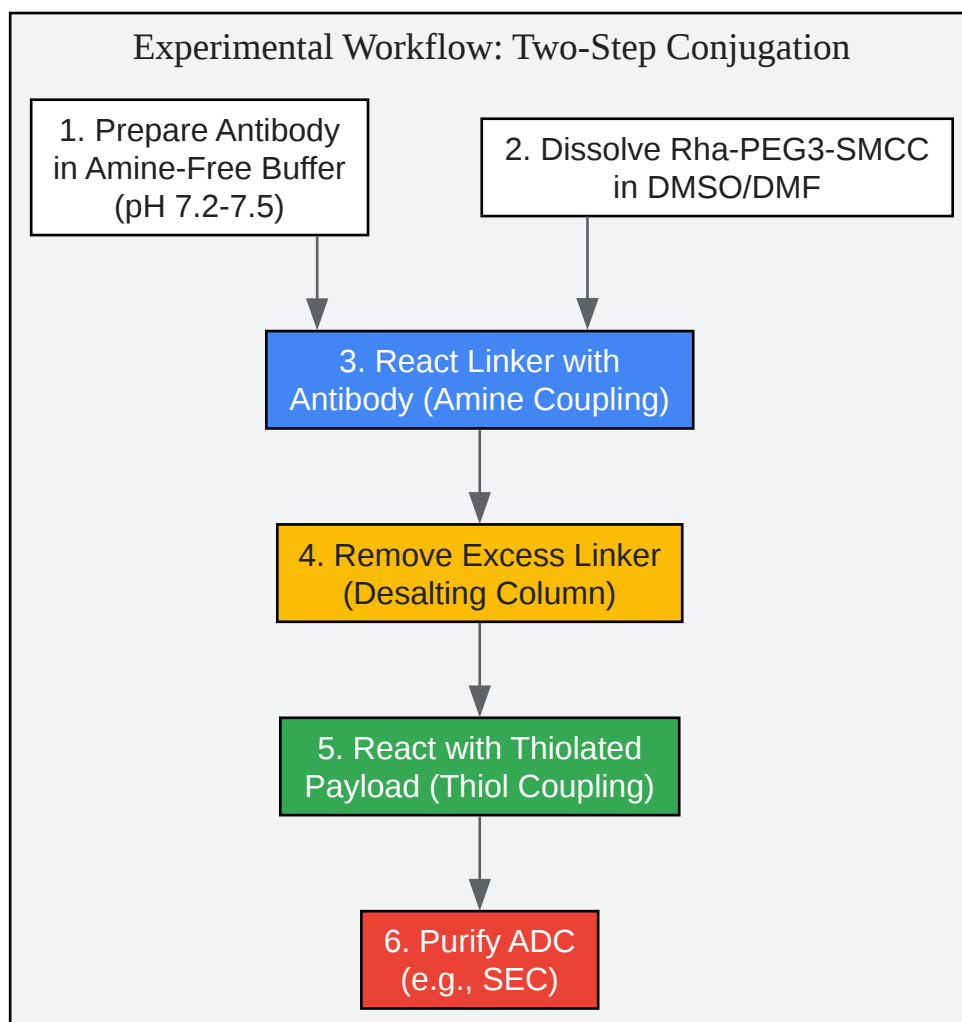 Experimental Workflow: Two-Step Conjugation
1. Prepare Antibody
in Amine-Free Buffer
(pH 7.2-7.5)
2. Dissolve Rha-PEG3-SMCC
in DMSO/DMF
3. React Linker with
Antibody (Amine Coupling)
4. Remove Excess Linker
(Desalting Column)
5. React with Thiolated
Payload (Thiol Coupling)
6. Purify ADC
(e.g., SEC)